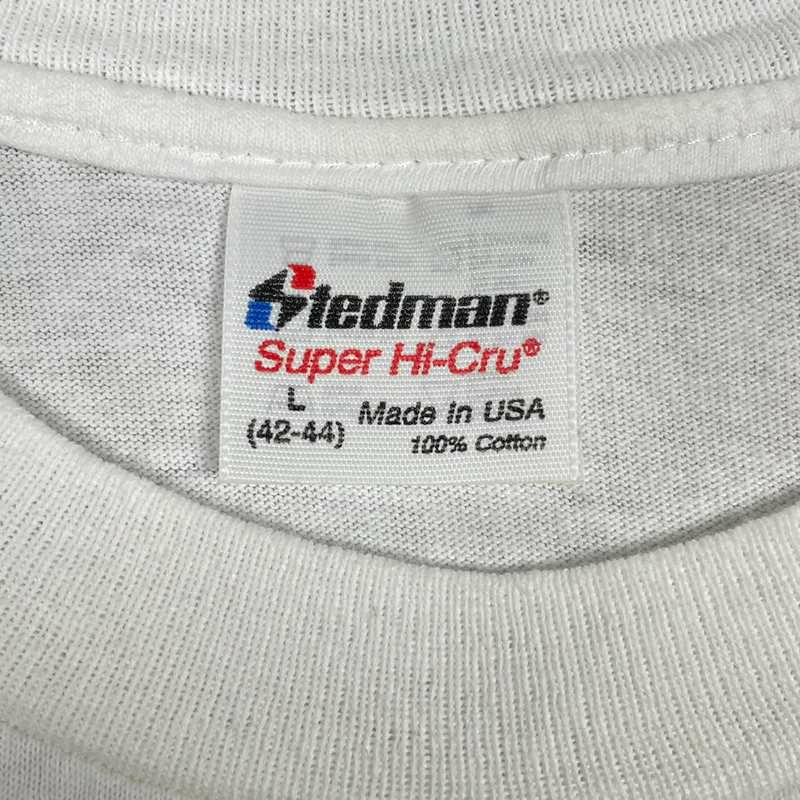 Stedman®
Super Hi-Cru®
L
(42-44)
Made in USA
100% Cotton